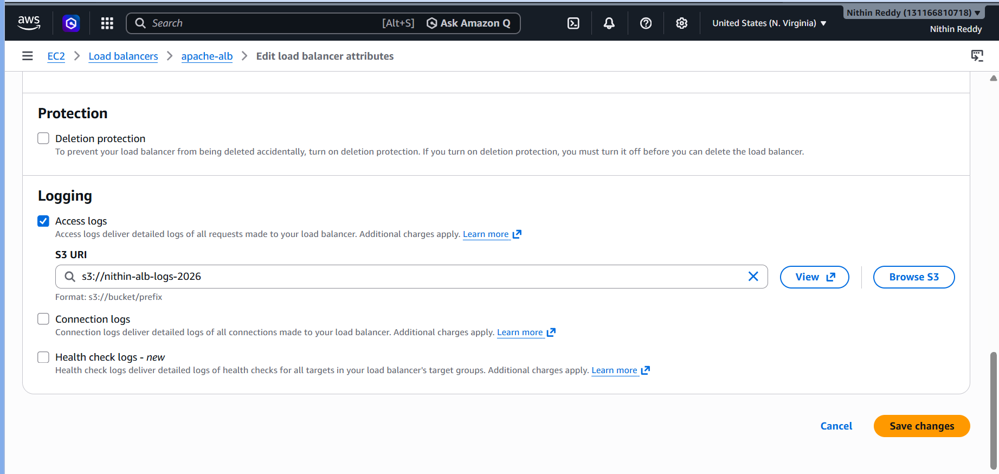 aws
Search [Alt+S] Ask Amazon Q
United States (N. Virginia)
Nithin Reddy (131166810718)
Nithin Reddy
EC2 Load balancers apache-alb Edit load balancer attributes
Protection
Deletion protection
To prevent your load balancer from being deleted accidentally, turn on deletion protection. If you turn on deletion protection, you must turn it off before you can delete the load balancer.
Logging
Access logs
Access logs deliver detailed logs of all requests made to your load balancer. Additional charges apply. Learn more
S3 URI
s3://nithin-alb-logs-2026
View
Browse S3
Format: s3://bucket/prefix
Connection logs
Connection logs deliver detailed logs of all connections made to your load balancer. Additional charges apply. Learn more
Health check logs - new
Health check logs deliver detailed logs of health checks for all targets in your load balancer's target groups. Additional charges apply. Learn more
Cancel
Save changes